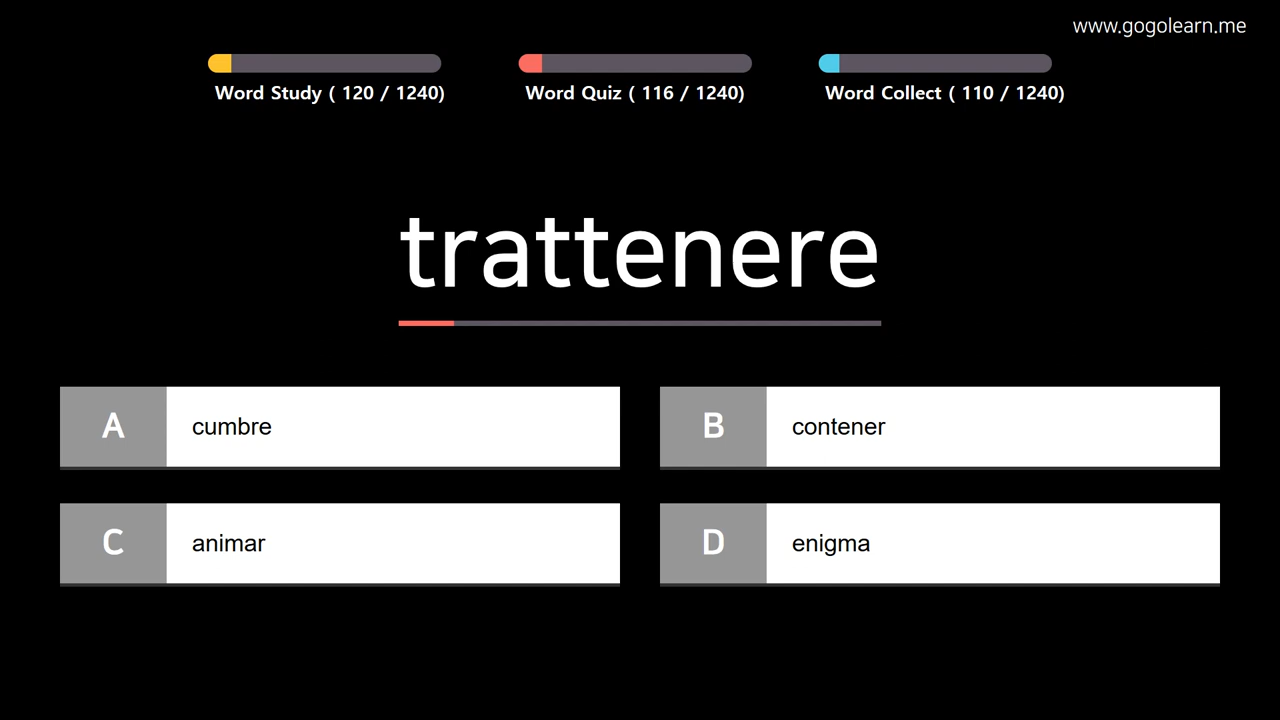 www.gogolearn.me
Word Study ( 120 / 1240)
Word Quiz ( 116 / 1240)
Word Collect ( 110 / 1240)
trattenere
A
cumbre
B
contener
C
animar
D
enigma